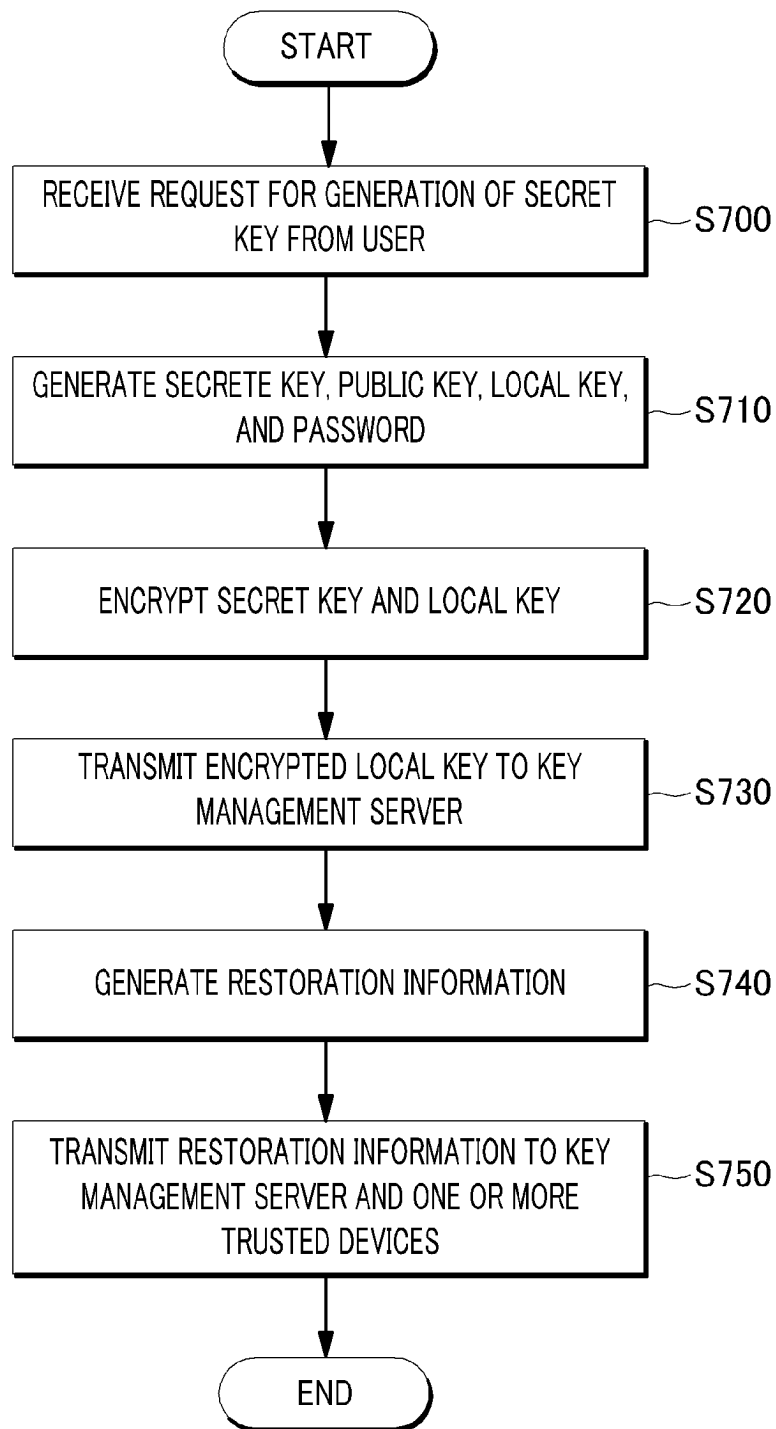 START
RECEIVE REQUEST FOR GENERATION OF SECRET
KEY FROM USER
S700
GENERATE SECRETE KEY, PUBLIC KEY, LOCAL KEY,
AND PASSWORD
S710
ENCRYPT SECRET KEY AND LOCAL KEY
S720
TRANSMIT ENCRYPTED LOCAL KEY TO KEY
MANAGEMENT SERVER
S730
GENERATE RESTORATION INFORMATION
S740
TRANSMIT RESTORATION INFORMATION TO KEY
MANAGEMENT SERVER AND ONE OR MORE
TRUSTED DEVICES
S750
END